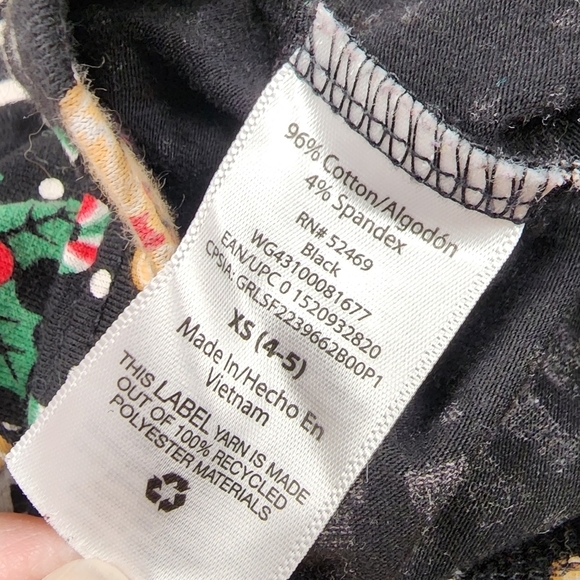 96% Cotton/Algodón
4% Spandex
RN# 52469
Black
WG43100081677
EAN/UPC 0 1520932820
CPSIA: GRLSF2239662B00P1
XS (4-5)
Made In/Hecho En
Vietnam
THIS LABEL YARN IS MADE
OUT OF 100% RECYCLED
POLYESTER MATERIALS